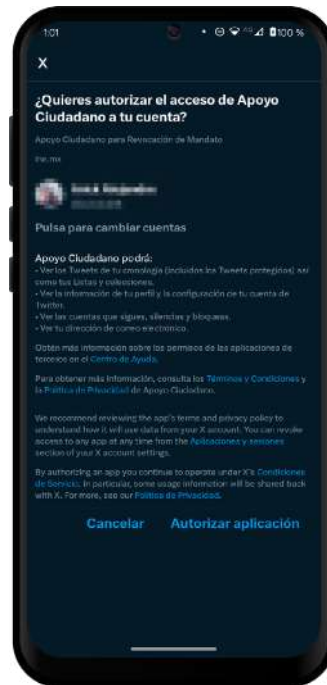 1:01
4G
100 %
X
¿Quieres autorizar el acceso de Apoyo
Ciudadano a tu cuenta?
Apoyo Ciudadano para Revocación de Mandato
ine.mx
Pulsa para cambiar cuentas
Apoyo Ciudadano podrá:
• Ver los Tweets de tu cronología (incluidos los Tweets protegidos) así
como tus Listas y colecciones.
• Ver la información de tu perfil y la configuración de tu cuenta de
Twitter.
• Ver las cuentas que sigues, silencias y bloqueas.
• Ver tu dirección de correo electrónico.
Obtén más información sobre los permisos de las aplicaciones de
terceros en el Centro de Ayuda.
Para obtener más información, consulta los Términos y Condiciones y
la Política de Privacidad de Apoyo Ciudadano.
We recommend reviewing the app's terms and privacy policy to
understand how it will use data from your X account. You can revoke
access to any app at any time from the Aplicaciones y sesiones
section of your X account settings.
By authorizing an app you continue to operate under X's Condiciones
de Servicio. In particular, some usage information will be shared back
with X. For more, see our Política de Privacidad.
Cancelar Autorizar aplicación